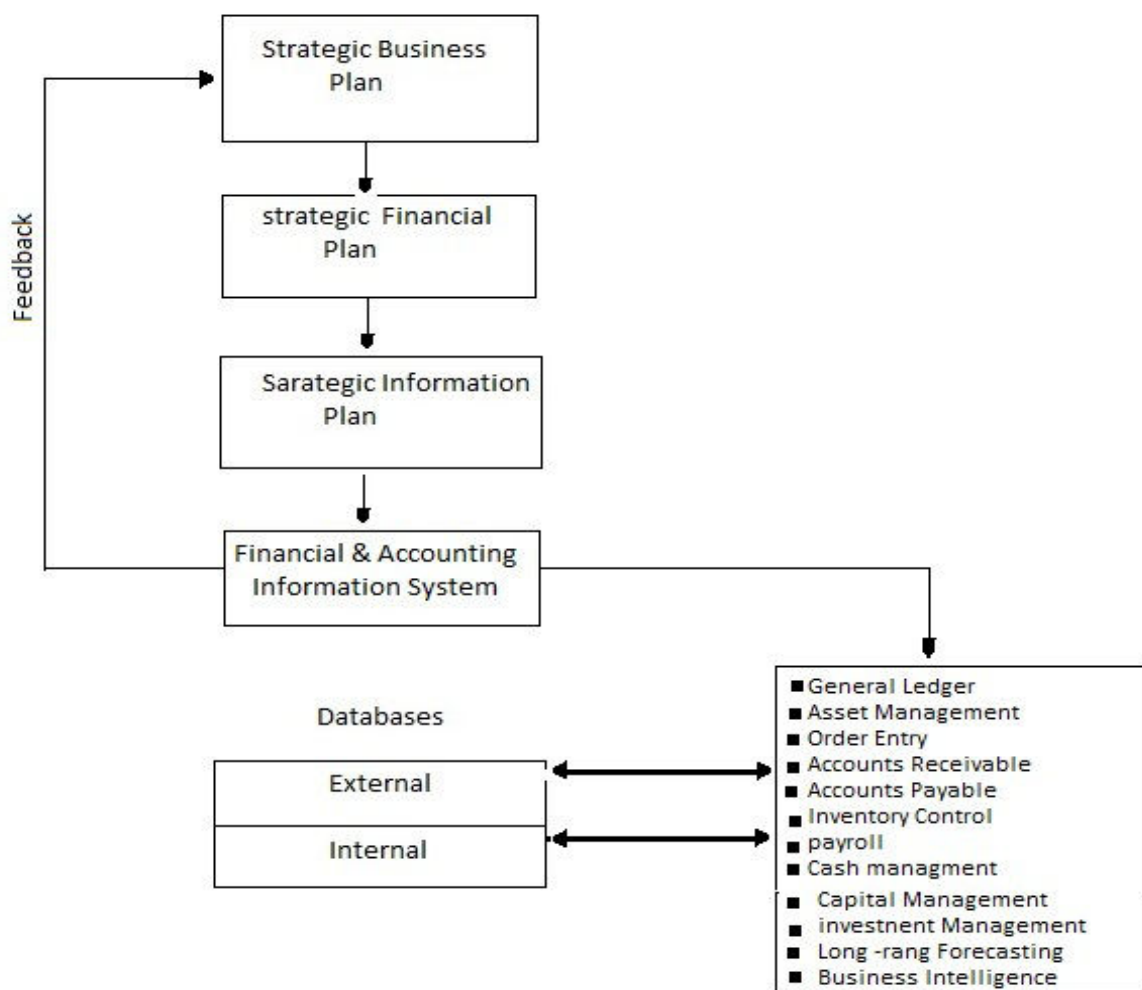 Strategic Business
Plan
Feedback
strategic Financial
Plan
Sarategic Information
Plan
Financial & Accounting
Information System
Databases
External
Internal
General Ledger
Asset Management
Order Entry
Accounts Receivable
Accounts Payable
Inventory Control
payroll
Cash managment
Capital Management
investnent Management
Long -rang Forecasting
Business Intelligence